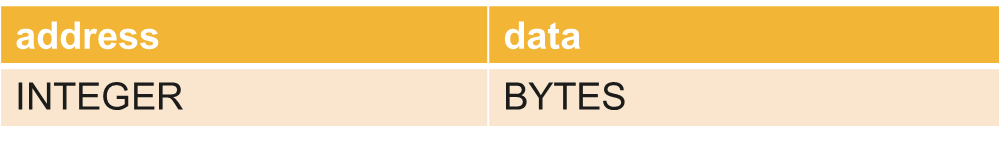 address data
INTEGER BYTES